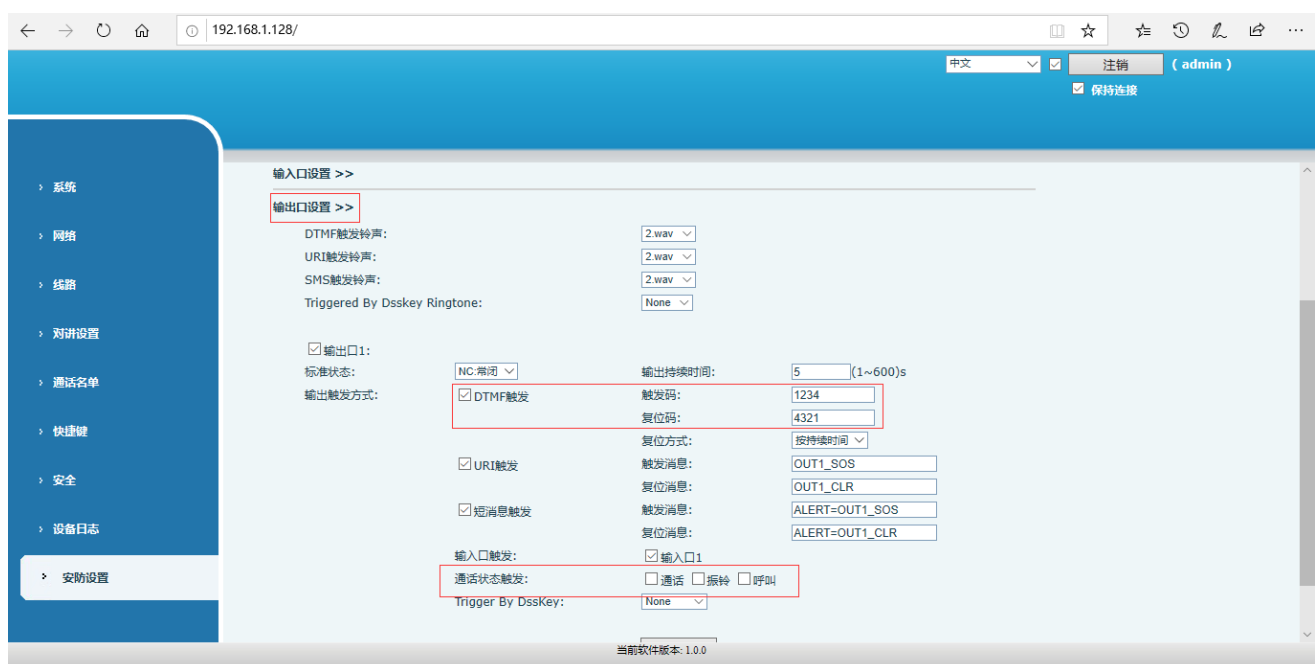 192.168.1.128/
中文 注销 ( admin )
保持连接
系统
网络
线路
对讲设置
通话名单
快捷键
安全
设备日志
安防设置
输入口设置 >>
输出口设置 >>
DTMF触发铃声: 2.wav
URI触发铃声: 2.wav
SMS触发铃声: 2.wav
Triggered By Dsskey Ringtone: None
输出口1:
标准状态: NC:常闭 输出持续时间: 5 (1~600)s
输出触发方式: DTMF触发 触发码: 1234
复位码: 4321
复位方式: 按持续时间
URI触发 触发消息: OUT1_SOS
复位消息: OUT1_CLR
短消息触发 触发消息: ALERT=OUT1_SOS
复位消息: ALERT=OUT1_CLR
输入口触发: 输入口1
通话状态触发: 通话 振铃 呼叫
Trigger By DssKey: None
当前软件版本: 1.0.0